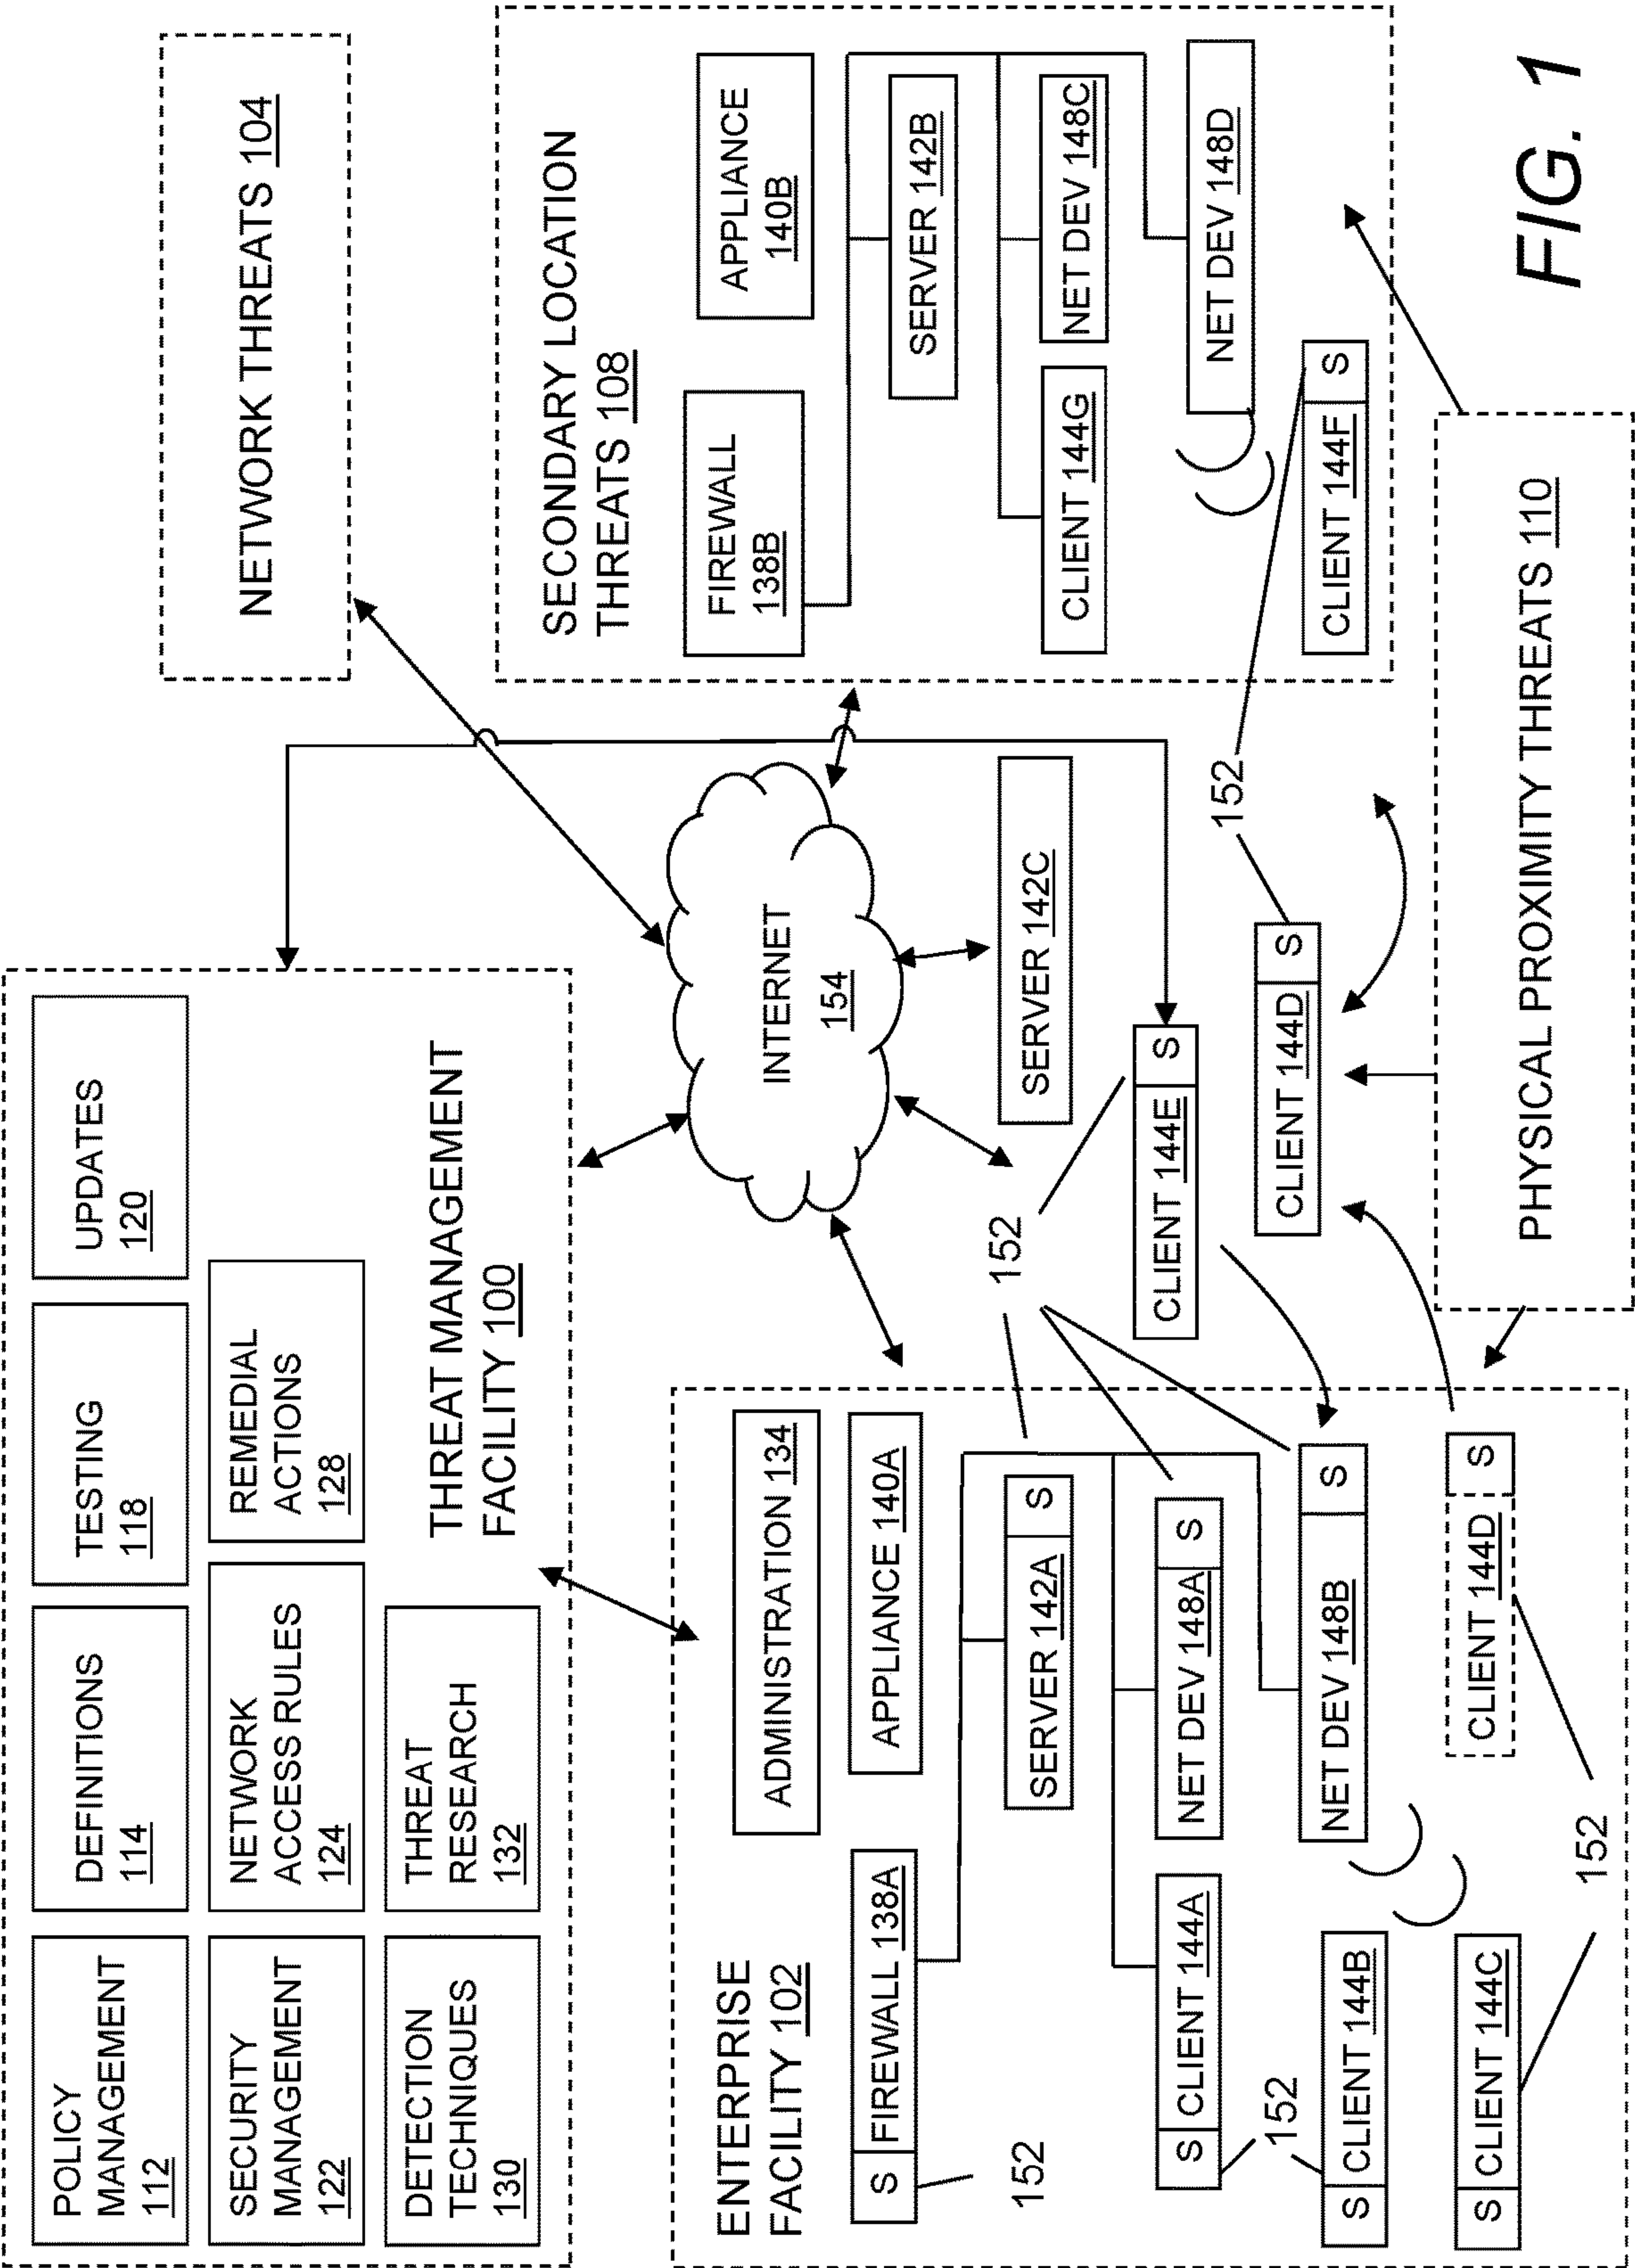 POLICY
MANAGEMENT
112
DEFINITIONS
114
TESTING
118
UPDATES
120
SECURITY
MANAGEMENT
122
NETWORK
ACCESS RULES
124
REMEDIAL
ACTIONS
128
DETECTION
TECHNIQUES
130
THREAT
RESEARCH
132
THREAT MANAGEMENT
FACILITY 100
NETWORK THREATS 104
INTERNET
154
SERVER 142C
ENTERPRISE
FACILITY 102
ADMINISTRATION 134
S FIREWALL 138A
APPLIANCE 140A
152
SERVER 142A S
152
S CLIENT 144A
NET DEV 148A S
152
S CLIENT 144B
NET DEV 148B S
S CLIENT 144C
CLIENT 144D S
152
CLIENT 144E S
CLIENT 144D S
152
SECONDARY LOCATION
THREATS 108
FIREWALL
138B
APPLIANCE
140B
SERVER 142B
CLIENT 144G
NET DEV 148C
NET DEV 148D
CLIENT 144F S
PHYSICAL PROXIMITY THREATS 110
FIG. 1